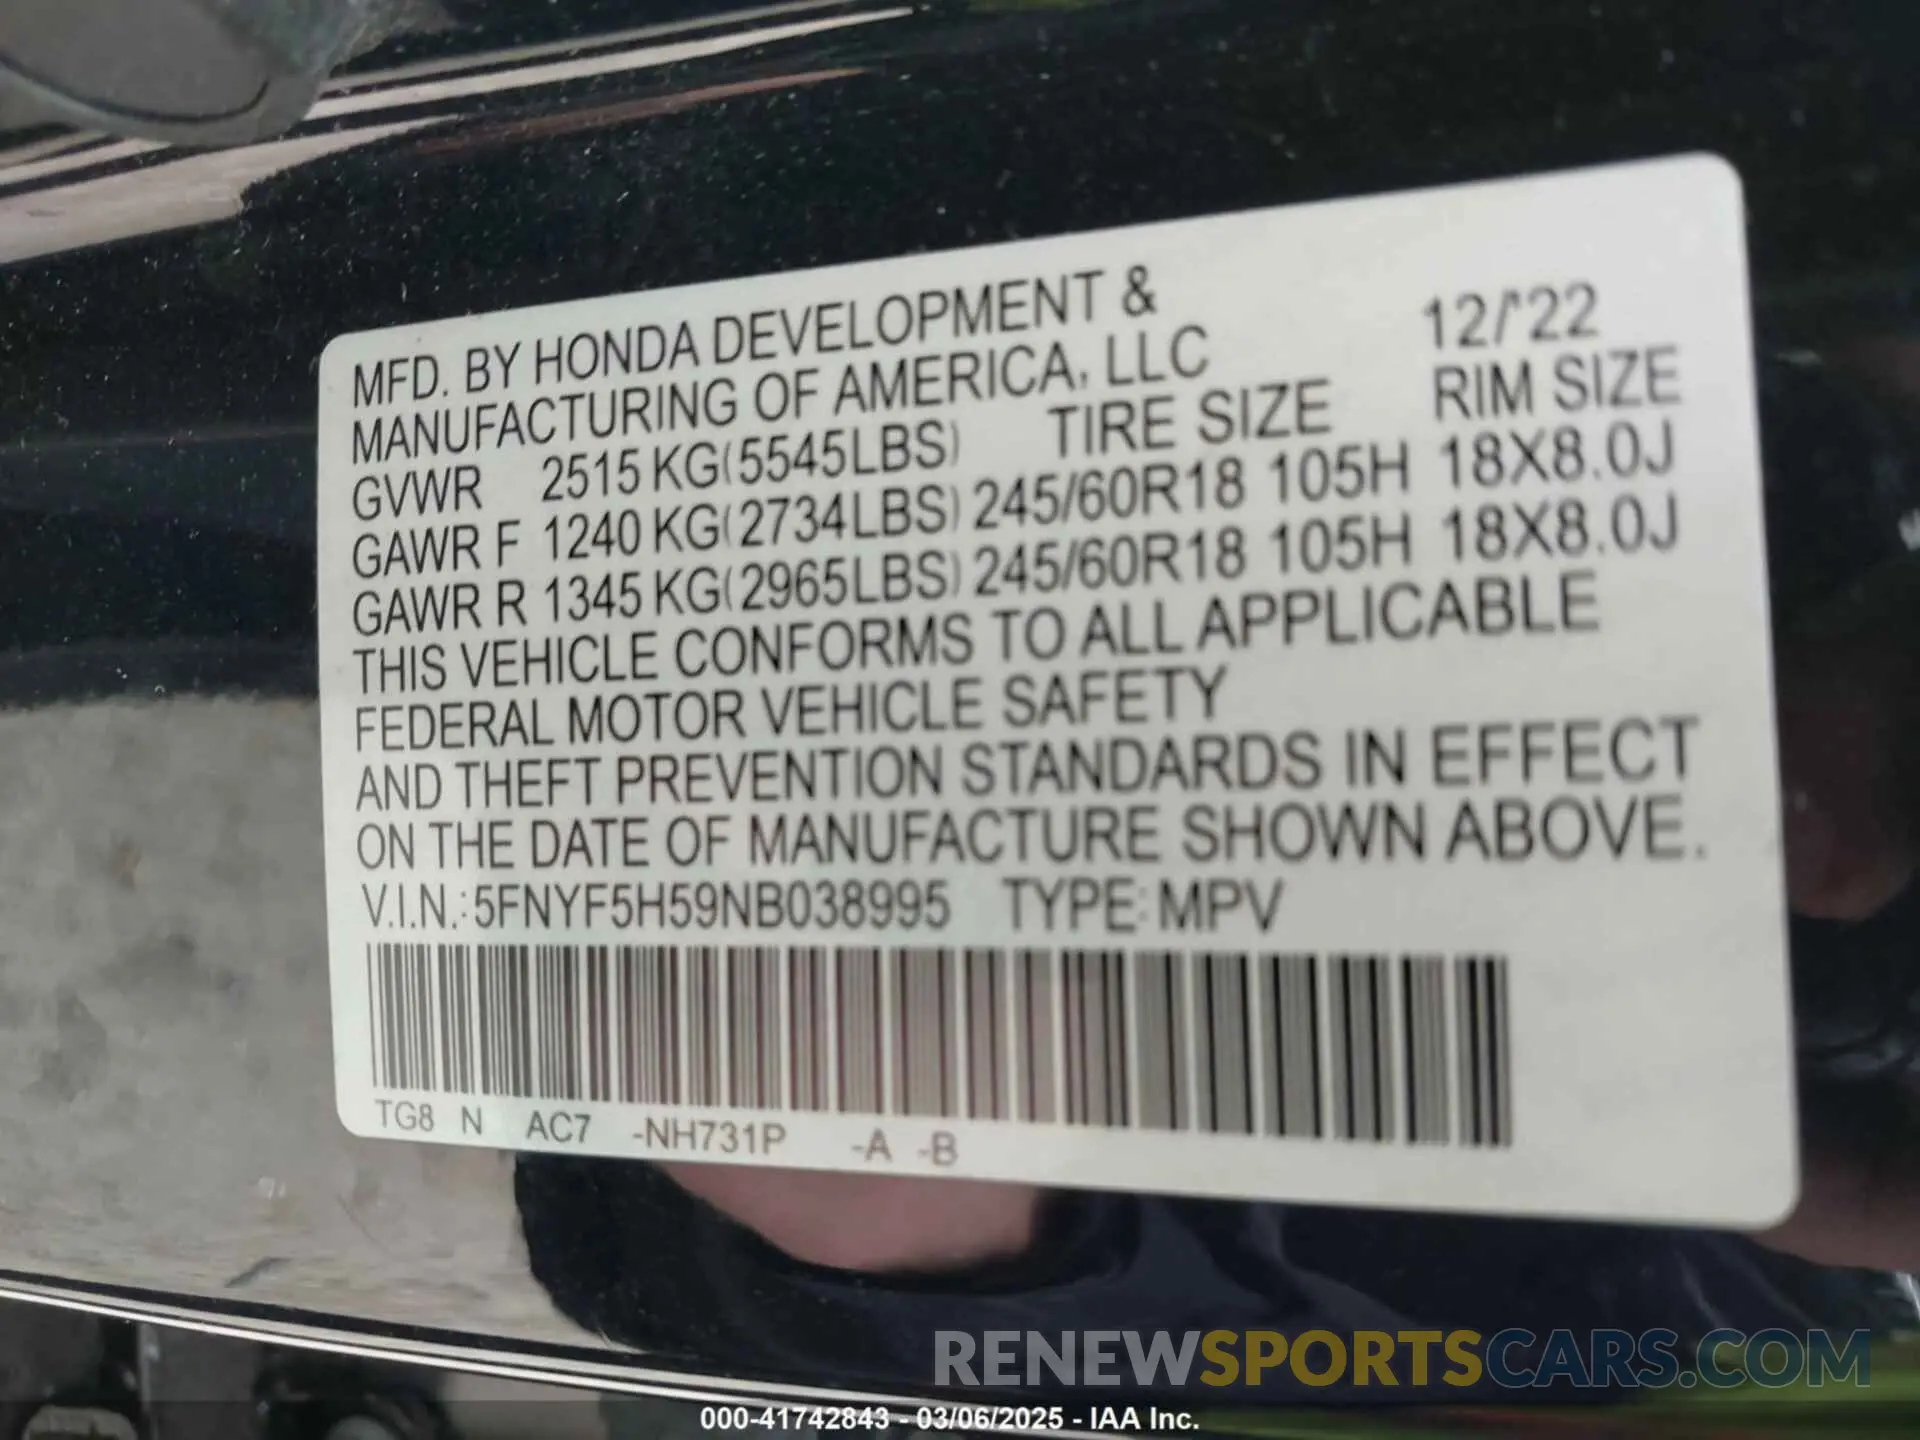 MFD. BY HONDA DEVELOPMENT & 12/'22
MANUFACTURING OF AMERICA, LLC
GVWR 2515 KG(5545LBS) TIRE SIZE RIM SIZE
GAWR F 1240 KG(2734LBS) 245/60R18 105H 18X8.0J
GAWR R 1345 KG(2965LBS) 245/60R18 105H 18X8.0J
THIS VEHICLE CONFORMS TO ALL APPLICABLE
FEDERAL MOTOR VEHICLE SAFETY
AND THEFT PREVENTION STANDARDS IN EFFECT
ON THE DATE OF MANUFACTURE SHOWN ABOVE.
V.I.N.: 5FNYF5H59NB038995 TYPE: MPV
TG8 N AC7 -NH731P -A -B
RENEWSPORTSCARS.COM
000-41742843 - 03/06/2025 - IAA Inc.